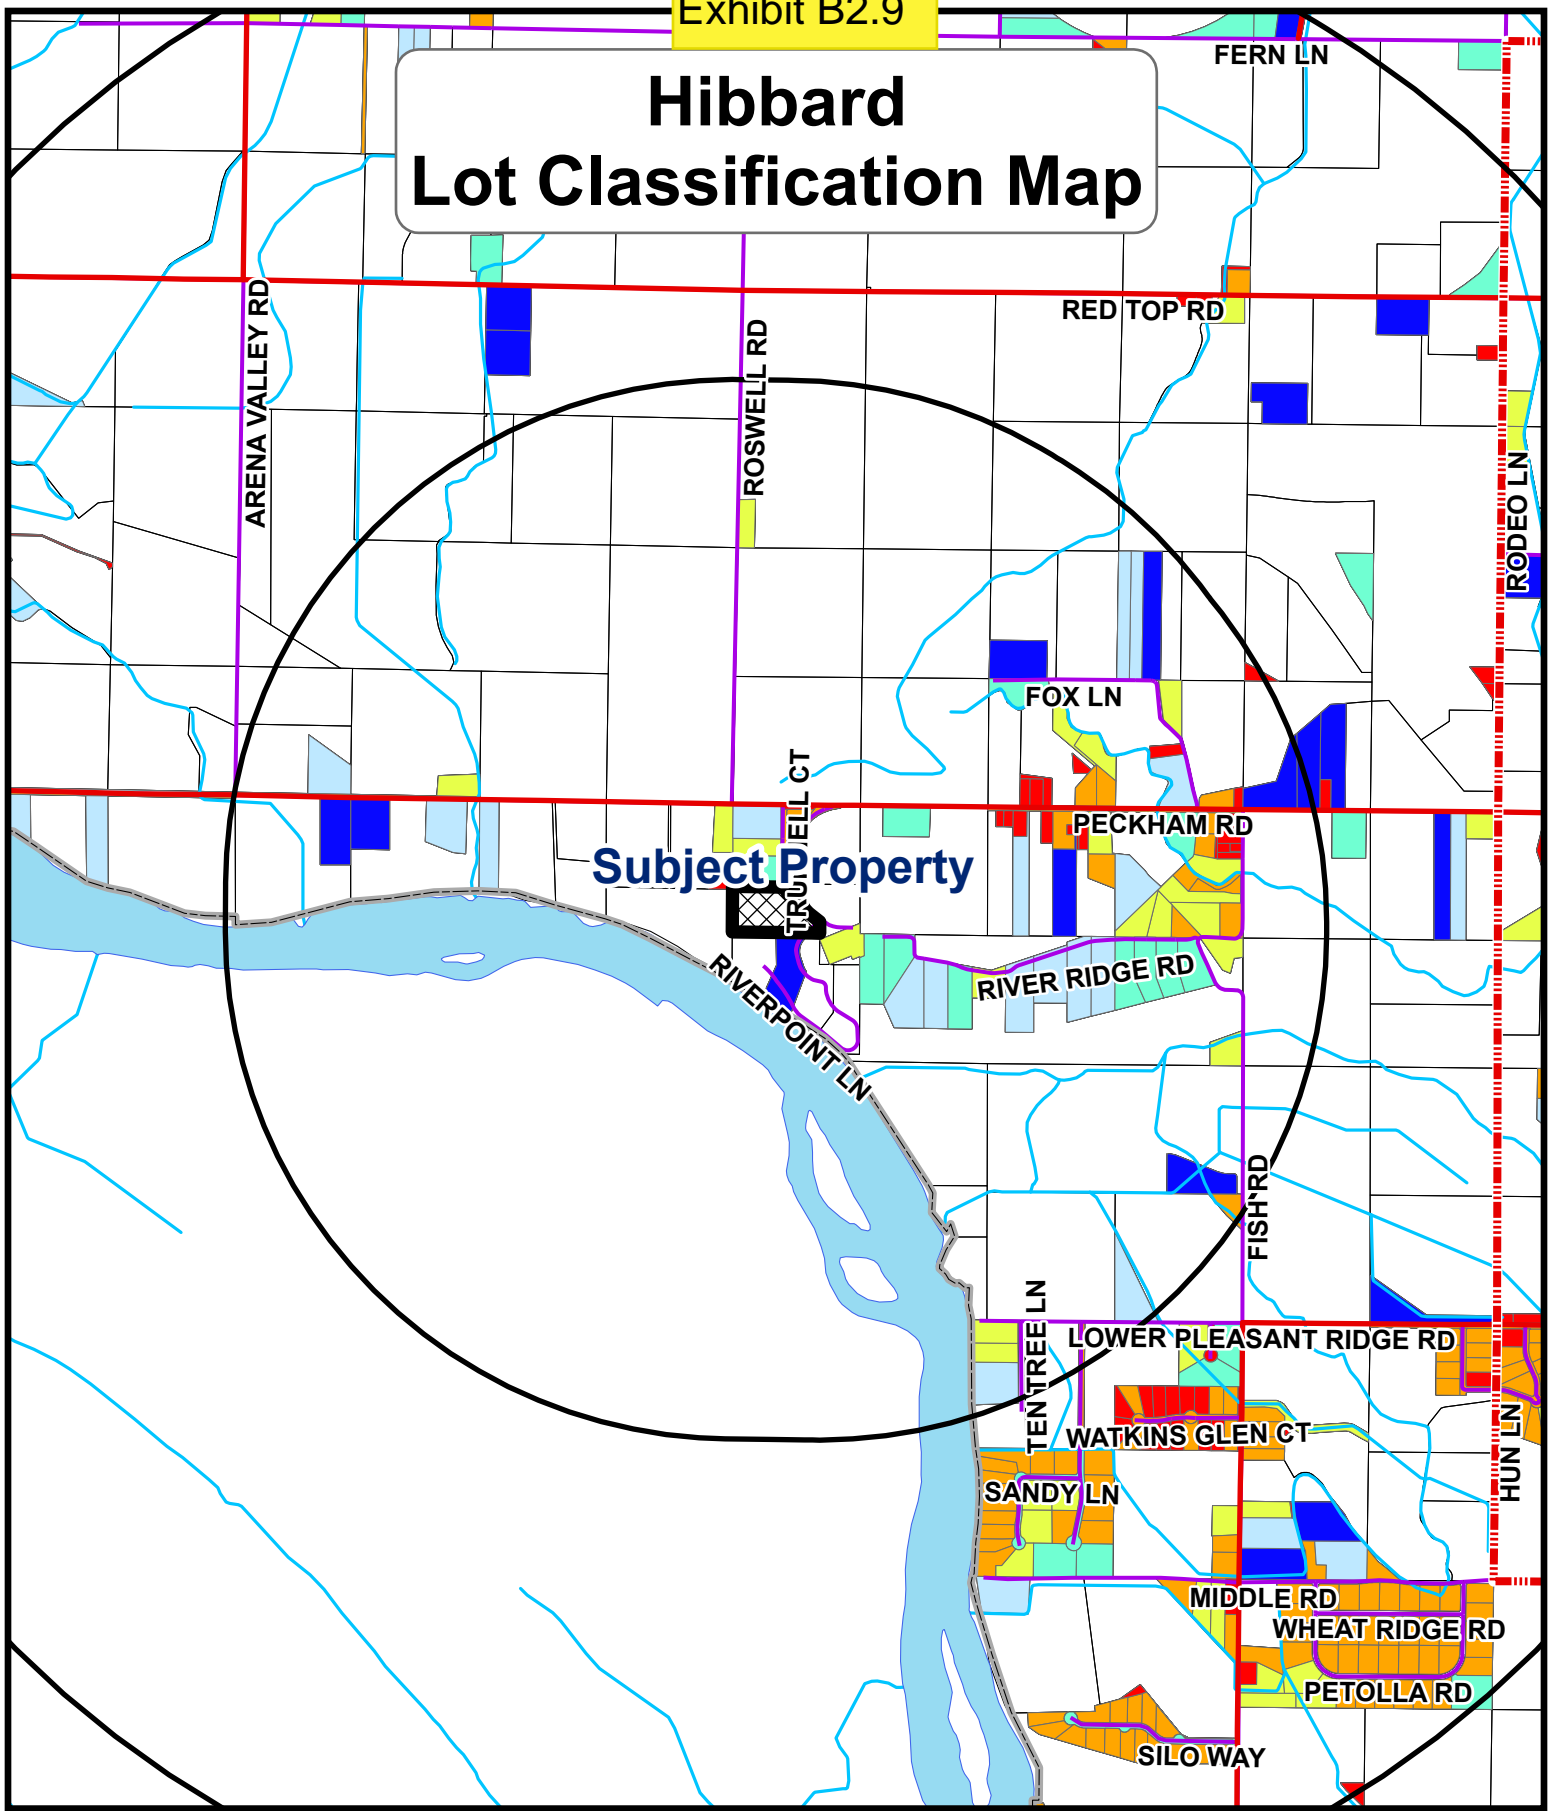 Exhibit B2.9
Hibbard
Lot Classification Map
FERN LN
RED TOP RD
ARENA VALLEY RD
ROSWELL RD
RODEO LN
FOX LN
TRUNNELL CT
PECKHAM RD
Subject Property
RIVER RIDGE RD
RIVERPOINT LN
FISH RD
TEN TREE LN
LOWER PLEASANT RIDGE RD
WATKINS GLEN CT
HUN LN
SANDY LN
MIDDLE RD
WHEAT RIDGE RD
PETOLLA RD
SILO WAY